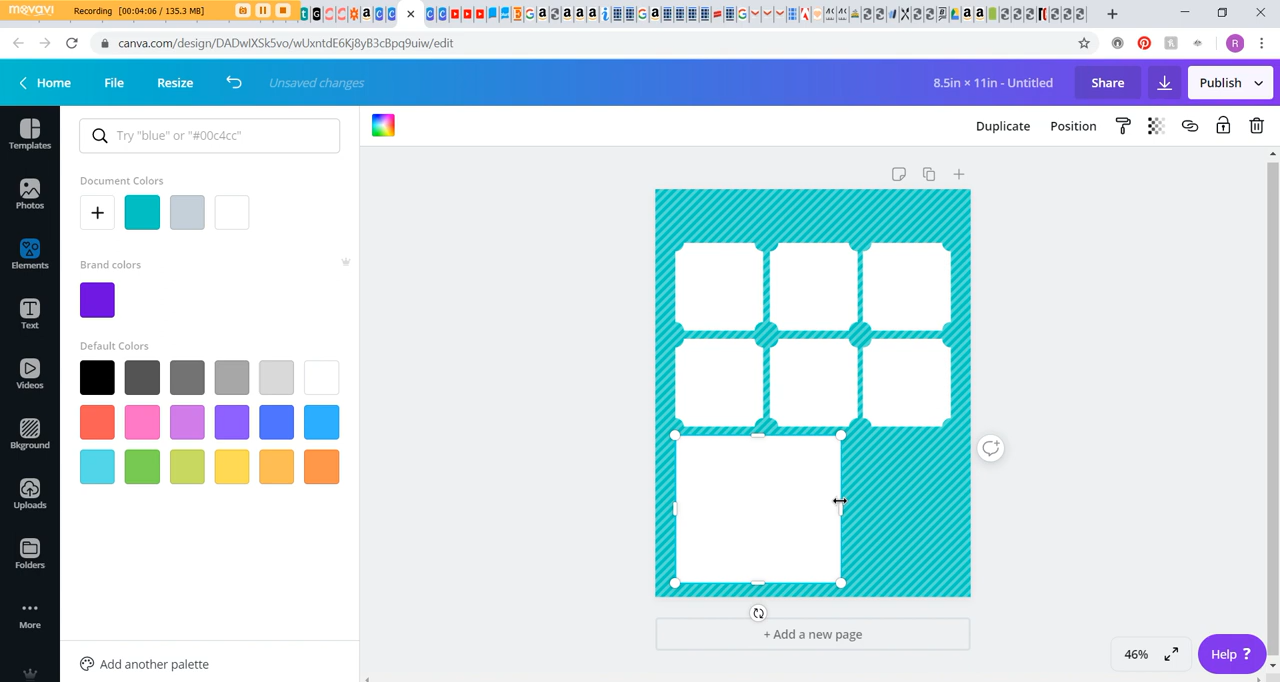 movavi
Recording [00:04:06 / 135.3 MB]
canva.com/design/DADwlXSk5vo/wUxntdE6Kj8yB3cBpq9uiw/edit
R
Home
File
Resize
Unsaved changes
8.5in × 11in - Untitled
Share
Publish
Templates
Photos
Elements
Text
Videos
Bkground
Uploads
Folders
More
Try "blue" or "#00c4cc"
Document Colors
Brand colors
Default Colors
Add another palette
Duplicate
Position
+ Add a new page
46%
Help ?